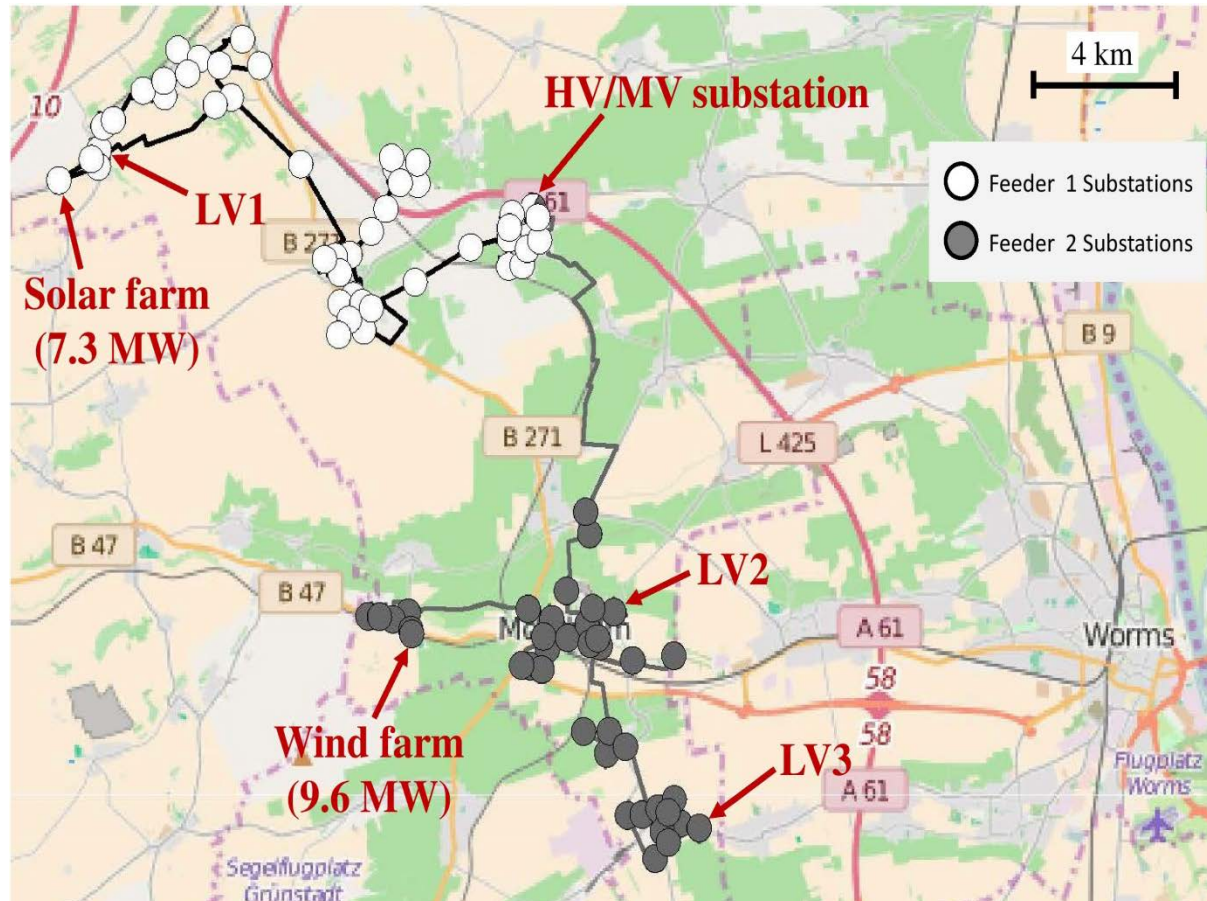 4 km
10
HV/MV substation
61
Feeder 1 Substations
Feeder 2 Substations
LV1
B 27
Solar farm
(7.3 MW)
B 9
B 271
L 425
B 47
B 47
LV2
A 61
Worms
58
58
Wind farm
(9.6 MW)
LV3
A 61
Flugplatz
Worms
Segelflugplatz
Grünstadt